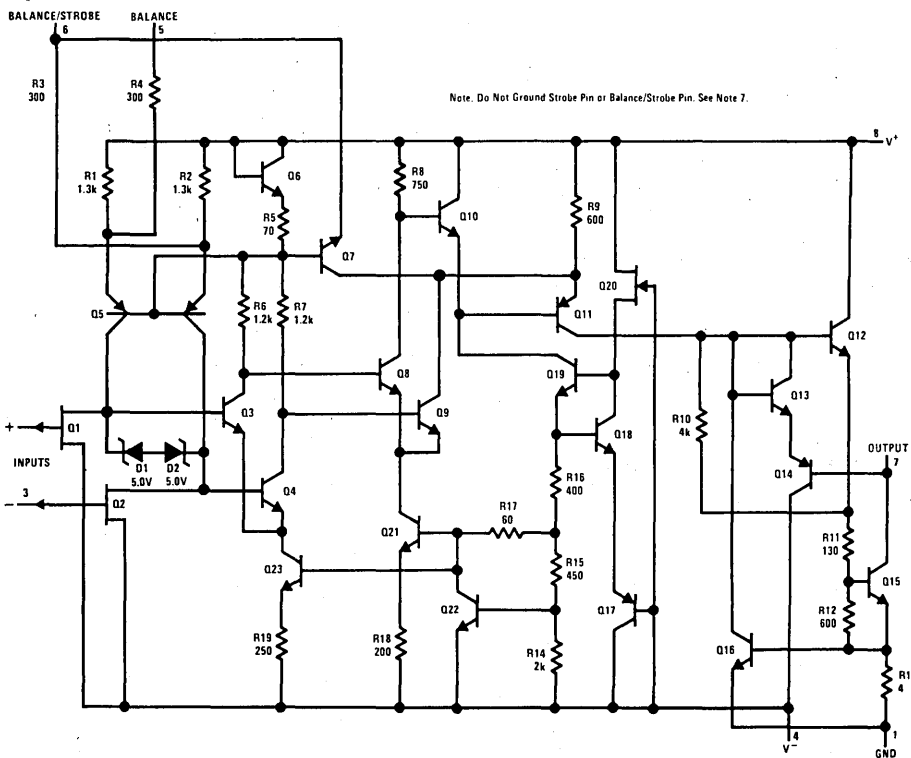 BALANCE/STROBE BALANCE
6 5
R3
300
R4
300
Note. Do Not Ground Strobe Pin or Balance/Strobe Pin. See Note 7.
8 V+
R1
1.3k
R2
1.3k
Q6
R8
750
Q10
R9
600
R5
70
Q7
Q20
Q5
R6
1.2k
R7
1.2k
Q11
Q12
Q8
Q19
Q13
Q3
Q9
Q18
R10
4k
+ Q1
OUTPUT
7
INPUTS
D1
5.0V
D2
5.0V
Q14
R16
400
3
− Q2
Q4
R17
60
R11
130
Q21
Q15
Q23
R15
450
Q22
Q17
R12
600
R19
250
R18
200
R14
2k
Q16
R1
4
4
V−
1
GND